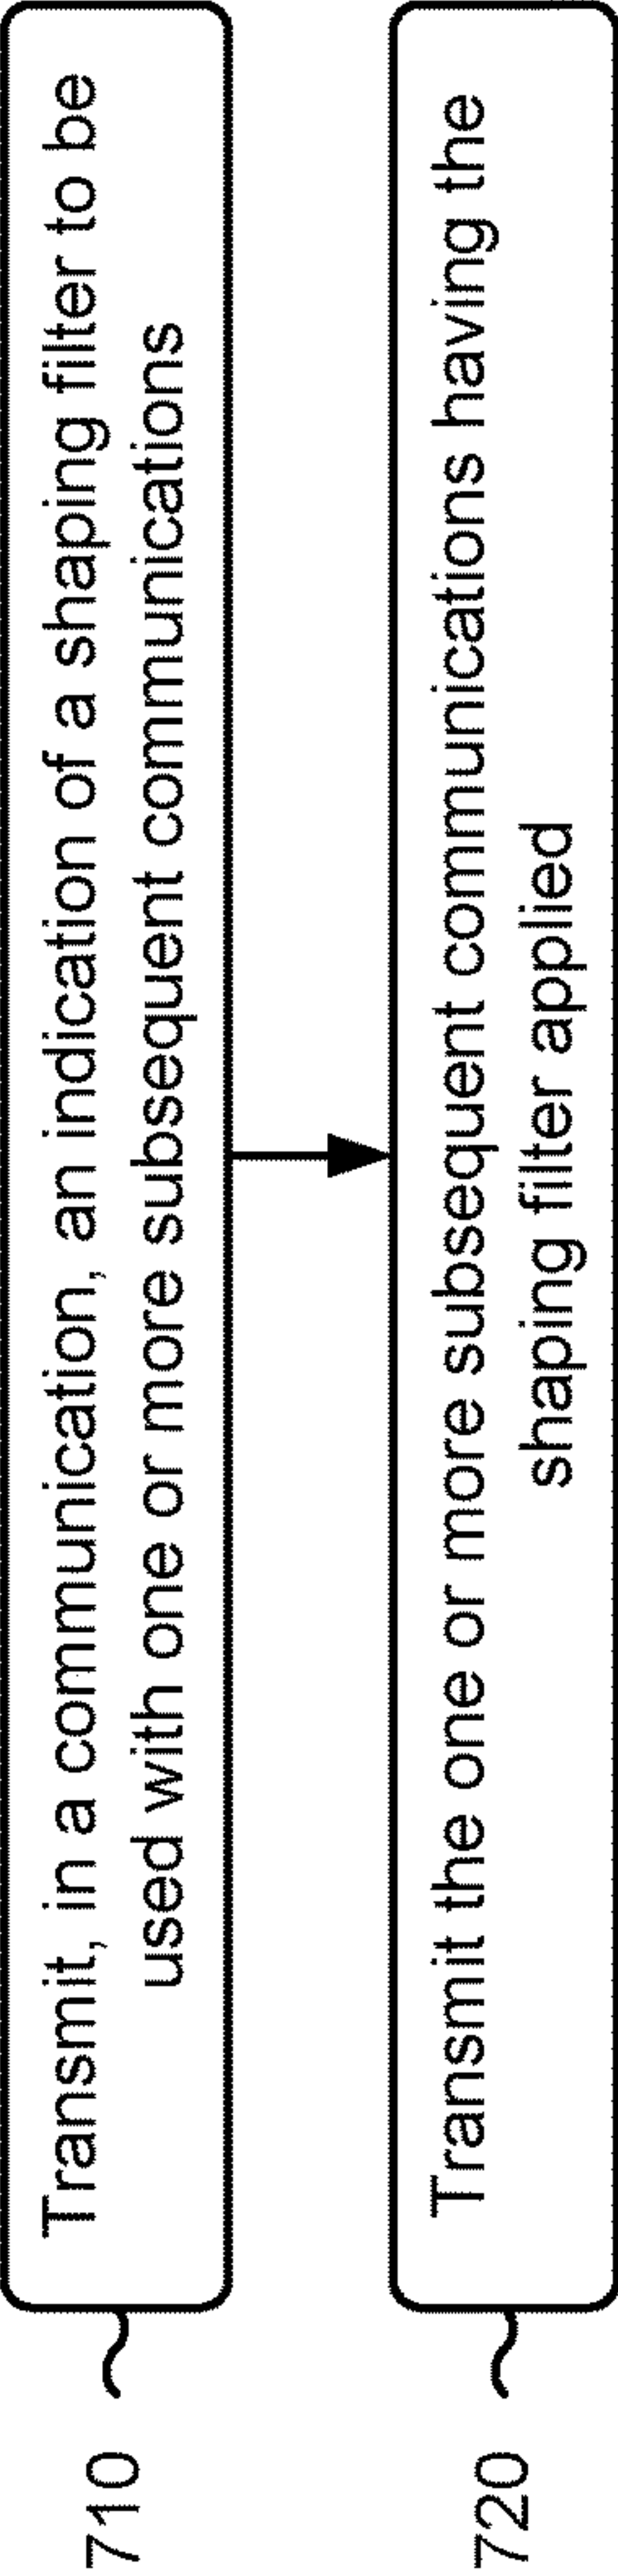 710
Transmit, in a communication, an indication of a shaping filter to be
used with one or more subsequent communications
720
Transmit the one or more subsequent communications having the
shaping filter applied